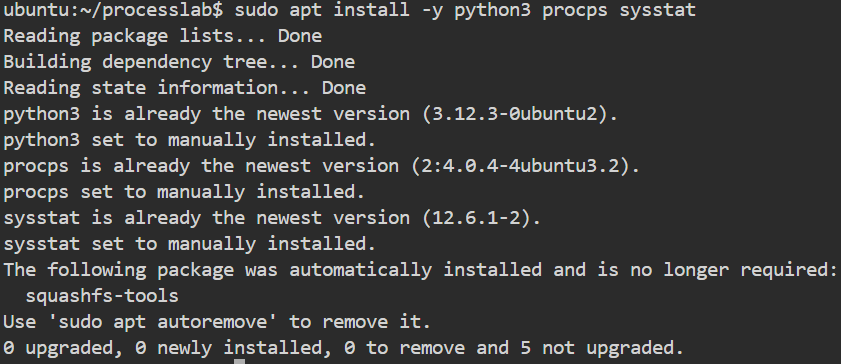 ubuntu:~/processlab$ sudo apt install -y python3 procps sysstat
Reading package lists... Done
Building dependency tree... Done
Reading state information... Done
python3 is already the newest version (3.12.3-0ubuntu2).
python3 set to manually installed.
procps is already the newest version (2:4.0.4-4ubuntu3.2).
procps set to manually installed.
sysstat is already the newest version (12.6.1-2).
sysstat set to manually installed.
The following package was automatically installed and is no longer required:
  squashfs-tools
Use 'sudo apt autoremove' to remove it.
0 upgraded, 0 newly installed, 0 to remove and 5 not upgraded.